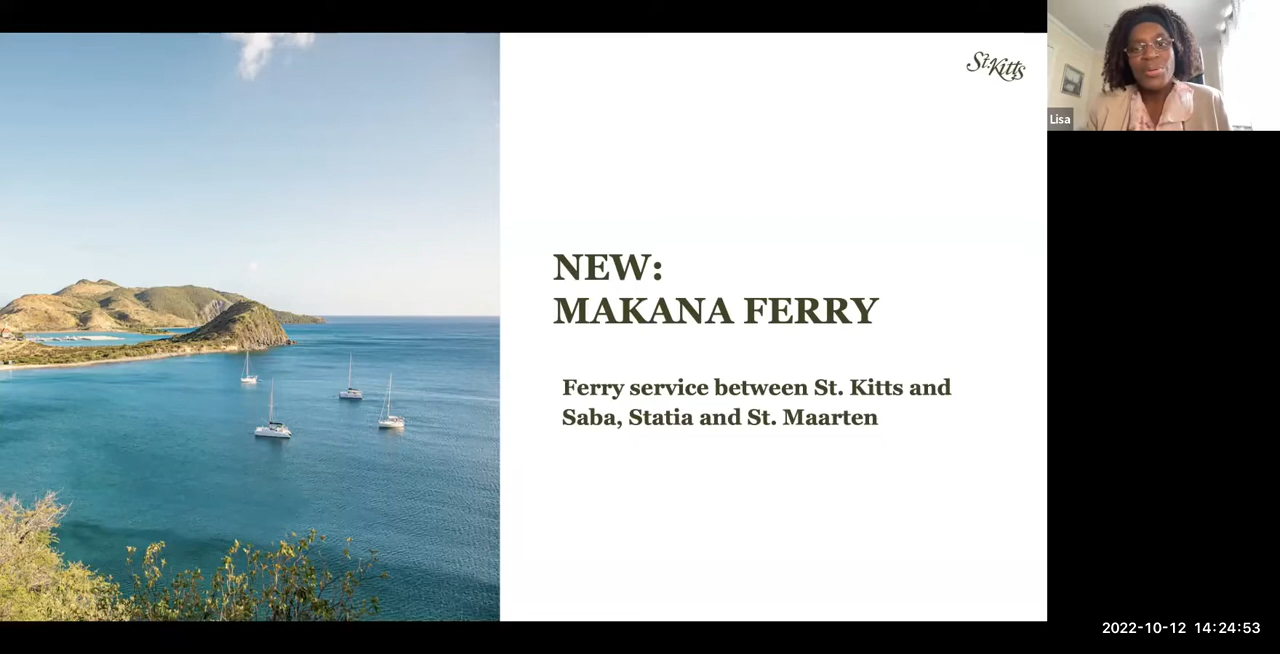 St.Kitts
Lisa
NEW:
MAKANA FERRY
Ferry service between St. Kitts and
Saba, Statia and St. Maarten
2022-10-12 14:24:53